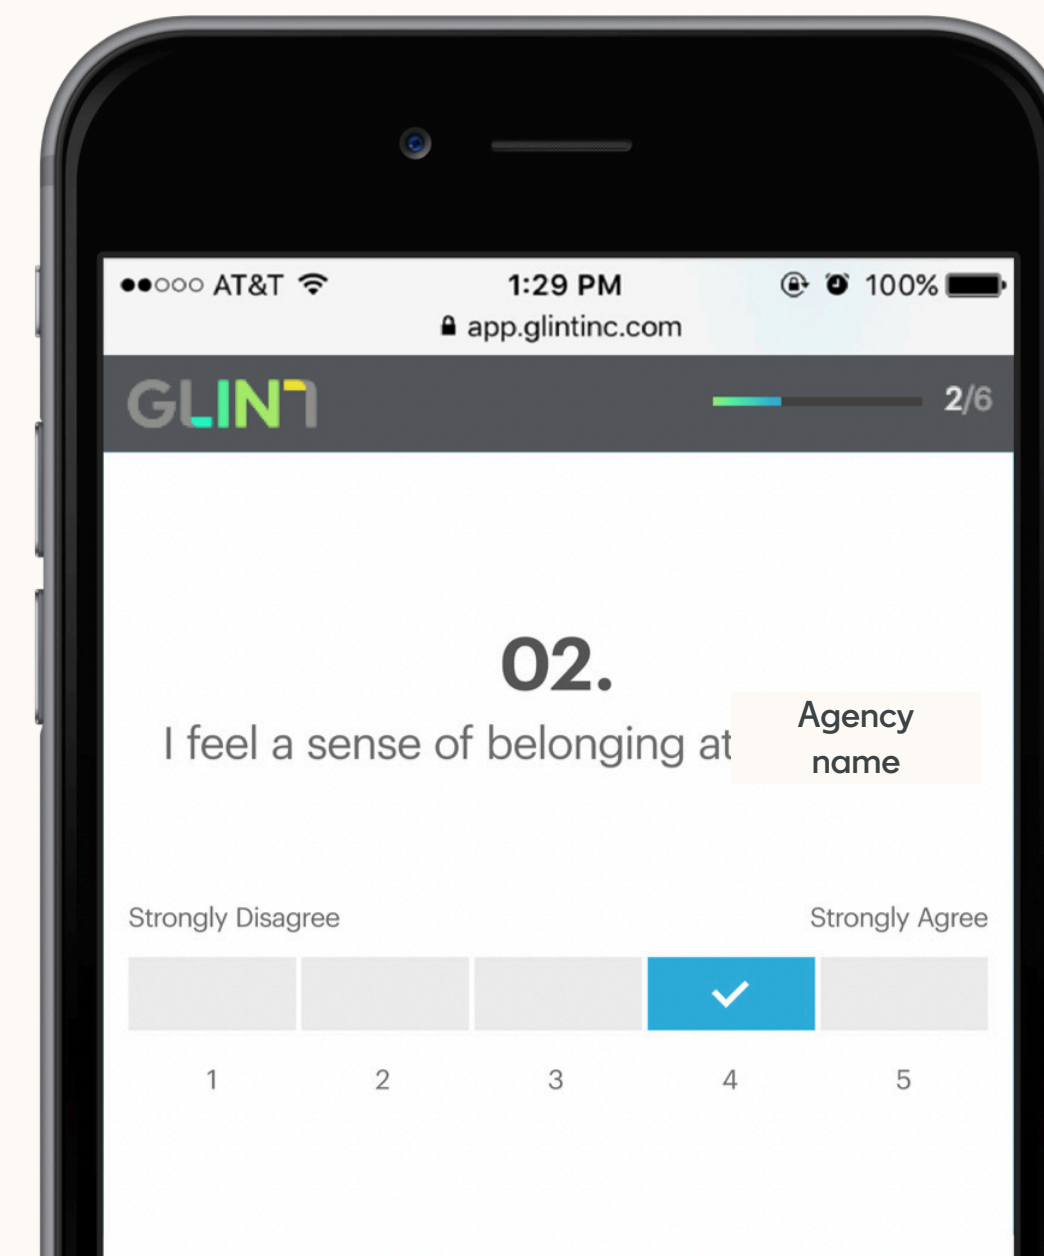 AT&T 1:29 PM 100%
app.glintinc.com
GLINT 2/6
02.
I feel a sense of belonging at Agency name
Strongly Disagree Strongly Agree
1 2 3 4 5